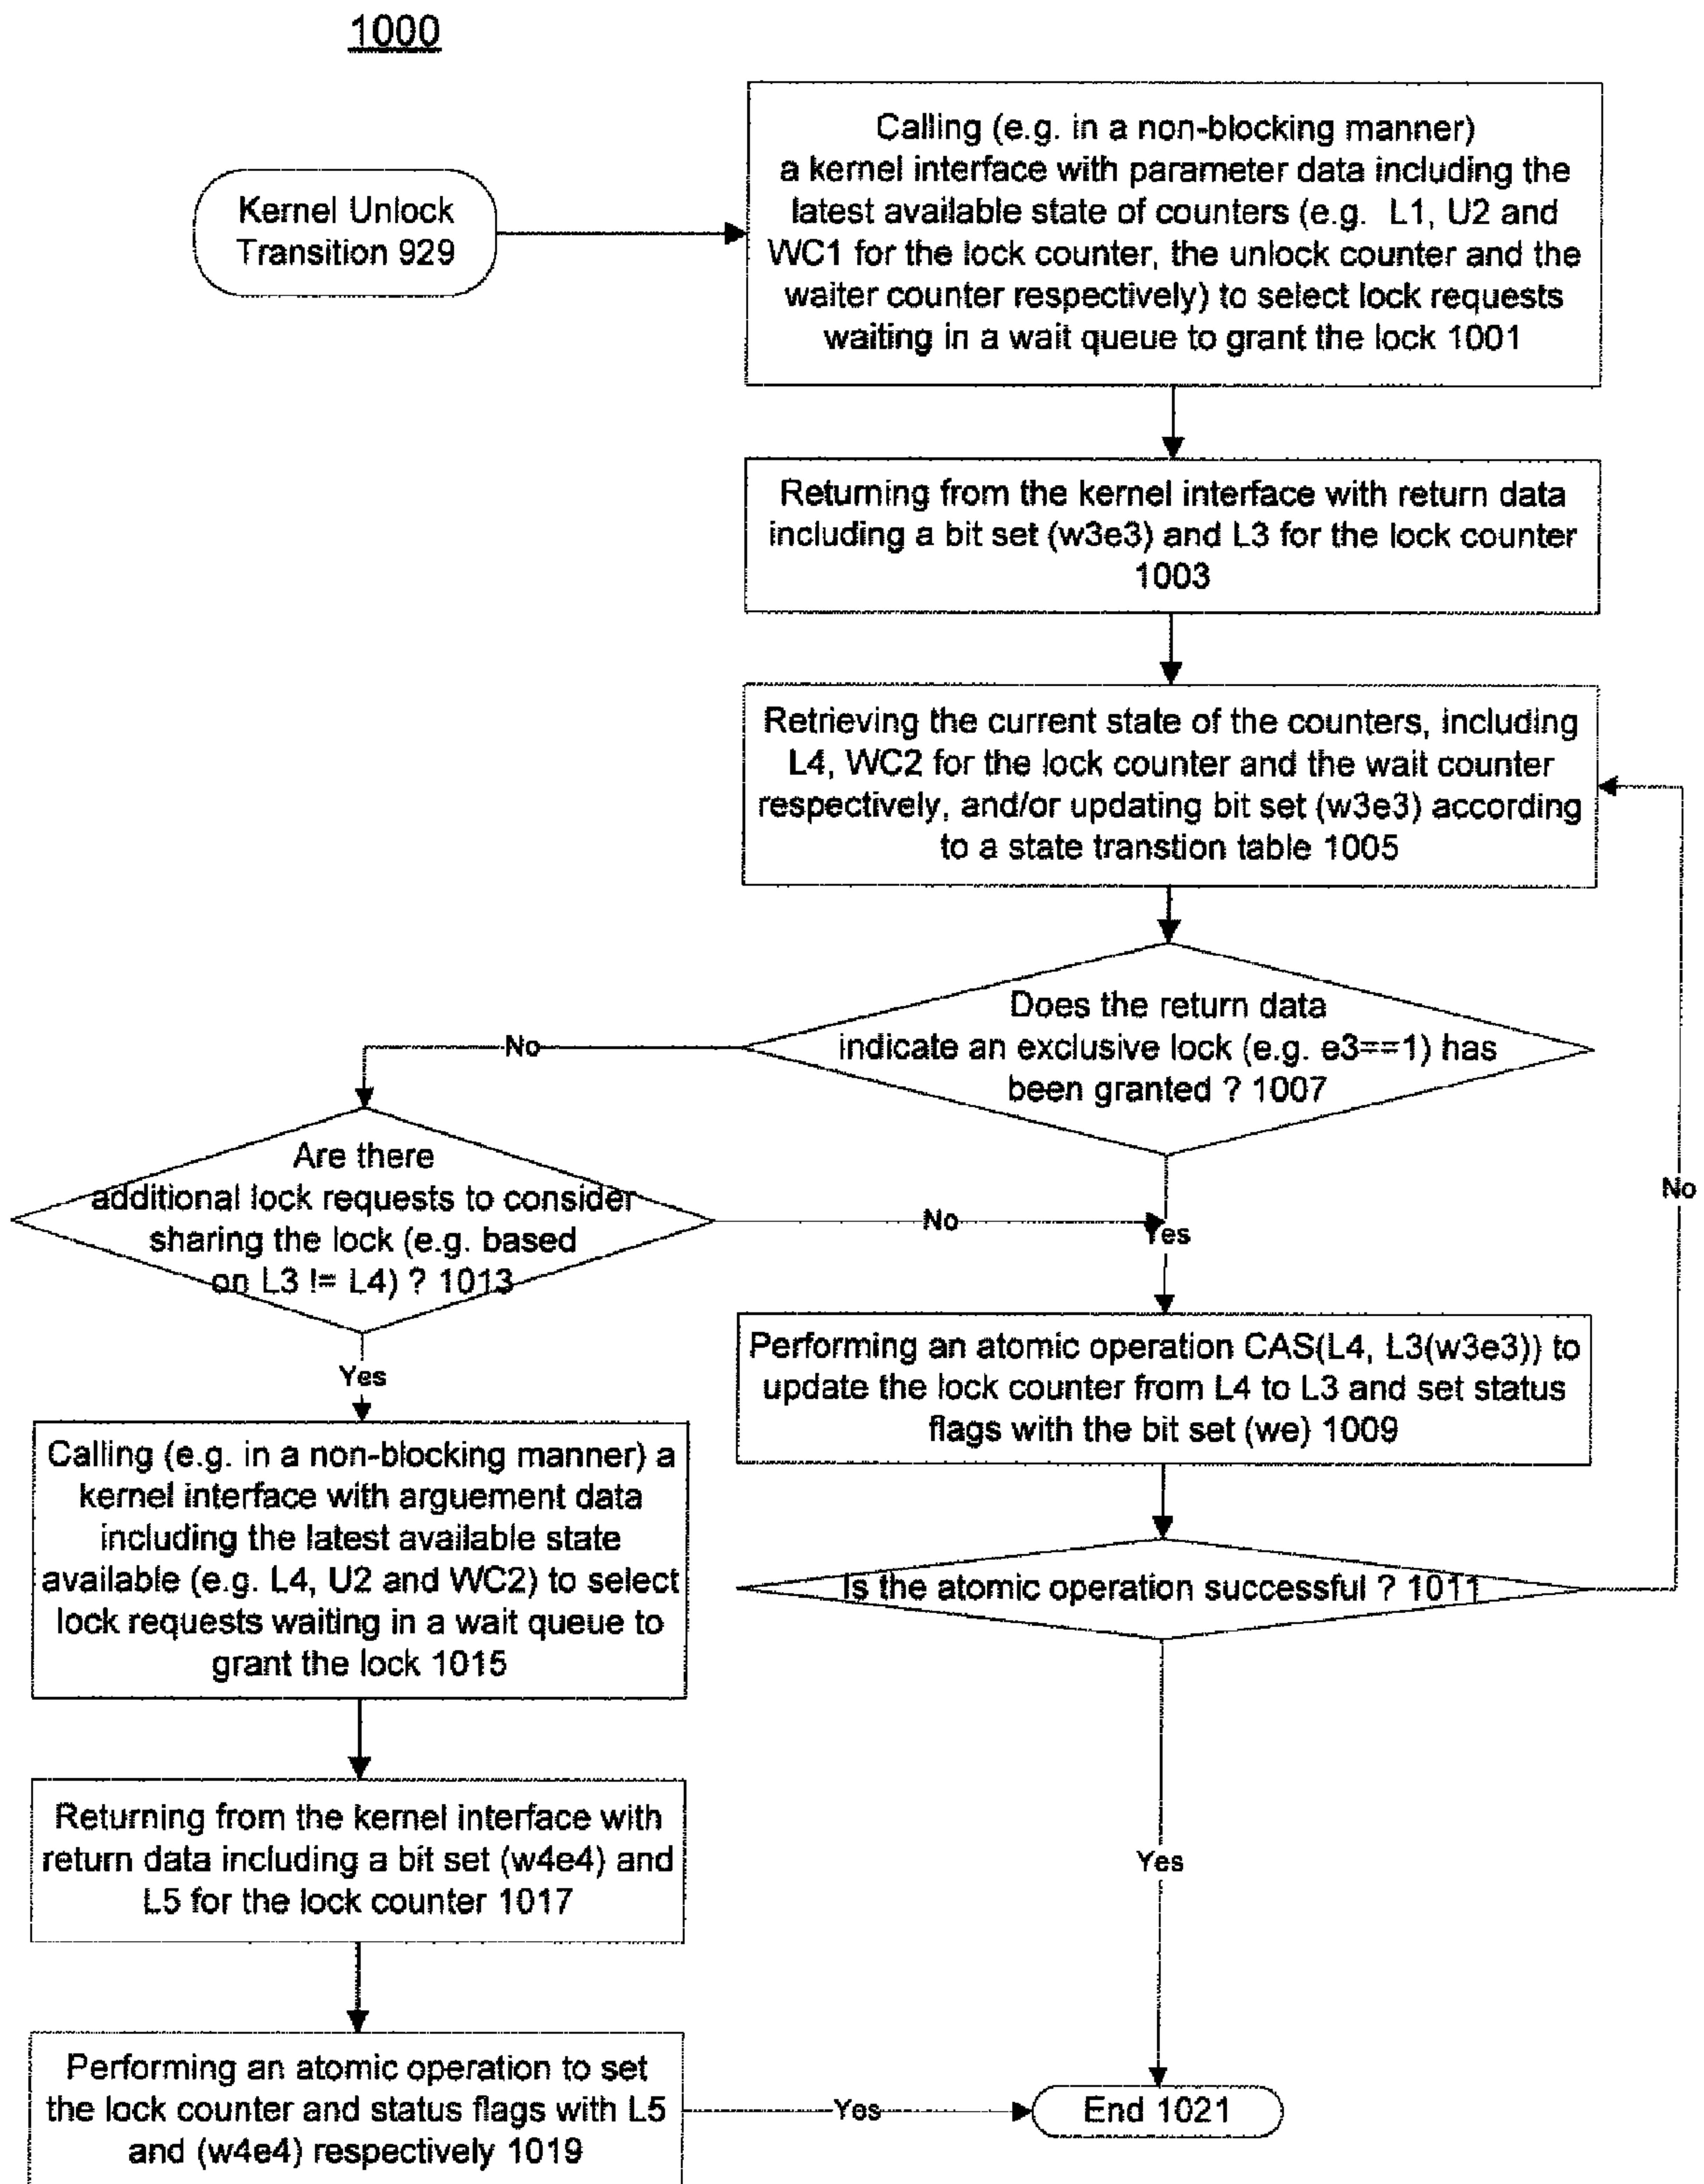 1000
Kernel Unlock
Transition 929
Calling (e.g. in a non-blocking manner)
a kernel interface with parameter data including the
latest available state of counters (e.g. L1, U2 and
WC1 for the lock counter, the unlock counter and the
waiter counter respectively) to select lock requests
waiting in a wait queue to grant the lock 1001
Returning from the kernel interface with return data
including a bit set (w3e3) and L3 for the lock counter
1003
Retrieving the current state of the counters, including
L4, WC2 for the lock counter and the wait counter
respectively, and/or updating bit set (w3e3) according
to a state transtion table 1005
Does the return data
indicate an exclusive lock (e.g. e3==1) has
been granted ? 1007
No
Are there
additional lock requests to consider
sharing the lock (e.g. based
on L3 != L4) ? 1013
No
Yes
No
Performing an atomic operation CAS(L4, L3(w3e3)) to
update the lock counter from L4 to L3 and set status
flags with the bit set (we) 1009
Yes
Calling (e.g. in a non-blocking manner) a
kernel interface with arguement data
including the latest available state
available (e.g. L4, U2 and WC2) to select
lock requests waiting in a wait queue to
grant the lock 1015
Is the atomic operation successful ? 1011
Returning from the kernel interface with
return data including a bit set (w4e4) and
L5 for the lock counter 1017
Yes
Performing an atomic operation to set
the lock counter and status flags with L5
and (w4e4) respectively 1019
Yes
End 1021